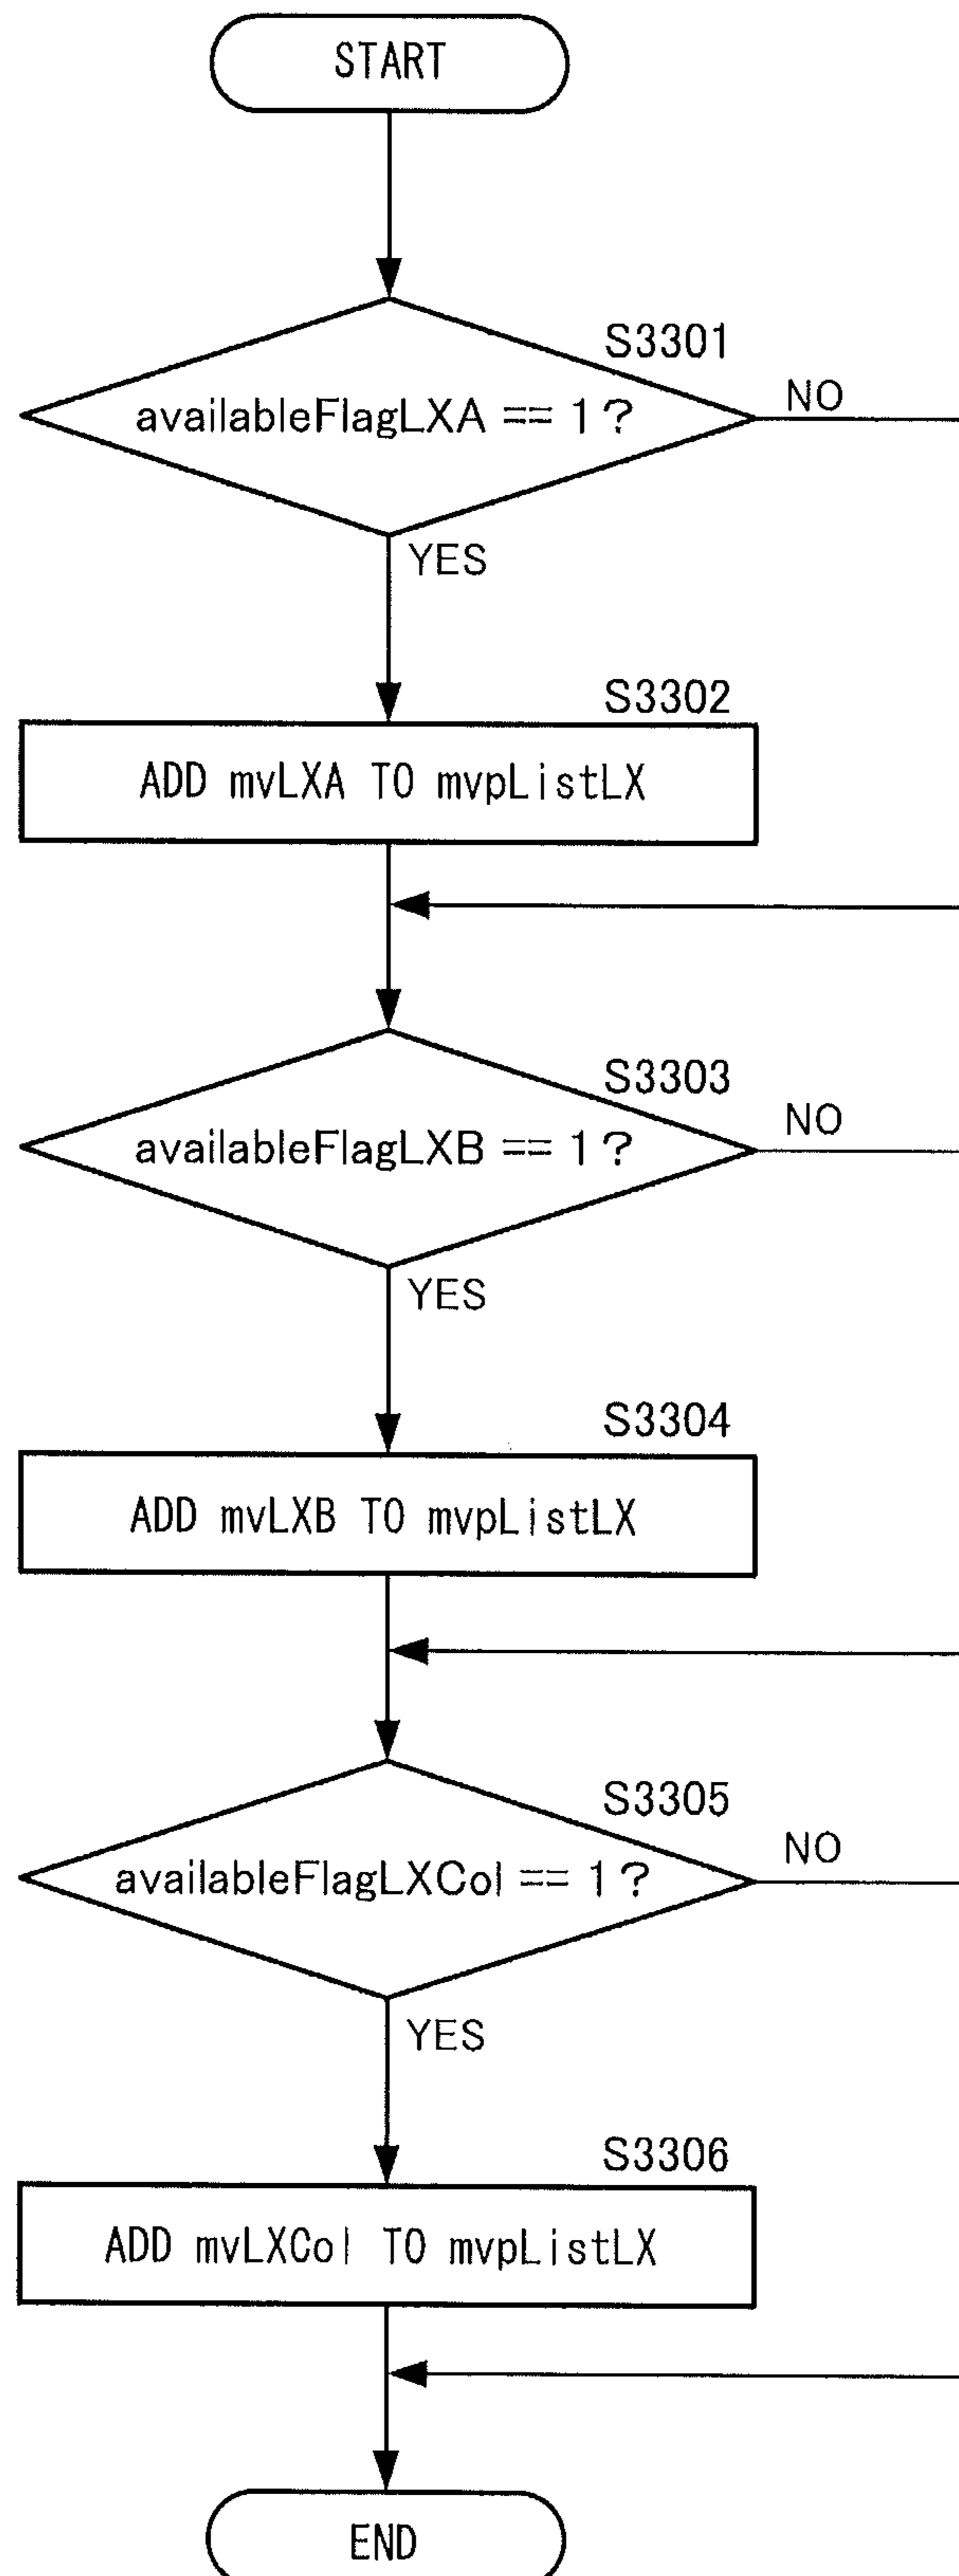 START
S3301
availableFlagLXA == 1 ?
NO
YES
S3302
ADD mvLXA TO mvpListLX
S3303
availableFlagLXB == 1 ?
NO
YES
S3304
ADD mvLXB TO mvpListLX
S3305
availableFlagLXCol == 1 ?
NO
YES
S3306
ADD mvLXCol TO mvpListLX
END